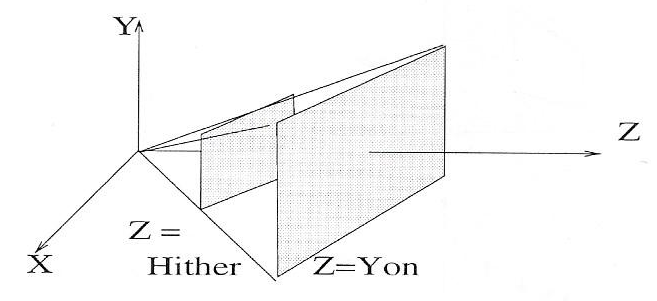 Y
Z
Z =
Hither
X
Z=Yon